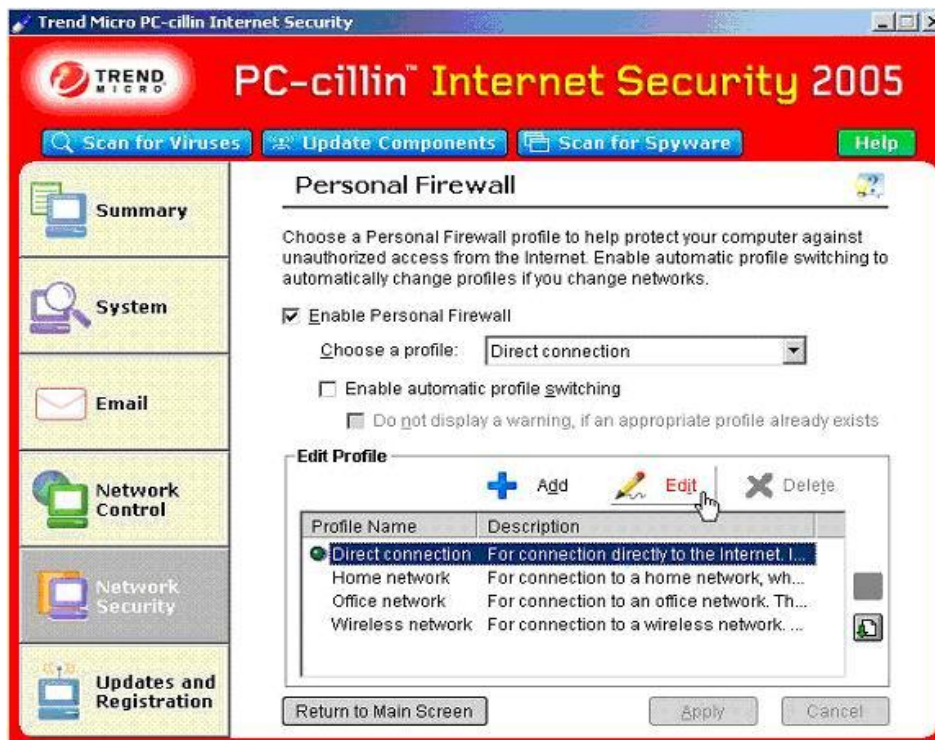 Trend Micro PC-cillin Internet Security
TREND MICRO
PC-cillin™ Internet Security 2005
Scan for Viruses
Update Components
Scan for Spyware
Help
Summary
System
Email
Network Control
Network Security
Updates and Registration
Personal Firewall
Choose a Personal Firewall profile to help protect your computer against
unauthorized access from the Internet. Enable automatic profile switching to
automatically change profiles if you change networks.
Enable Personal Firewall
Choose a profile: Direct connection
Enable automatic profile switching
Do not display a warning, if an appropriate profile already exists
Edit Profile
Add Edit Delete
Profile Name Description
Direct connection For connection directly to the Internet. I...
Home network For connection to a home network, wh...
Office network For connection to an office network. Th...
Wireless network For connection to a wireless network. ...
Return to Main Screen Apply Cancel